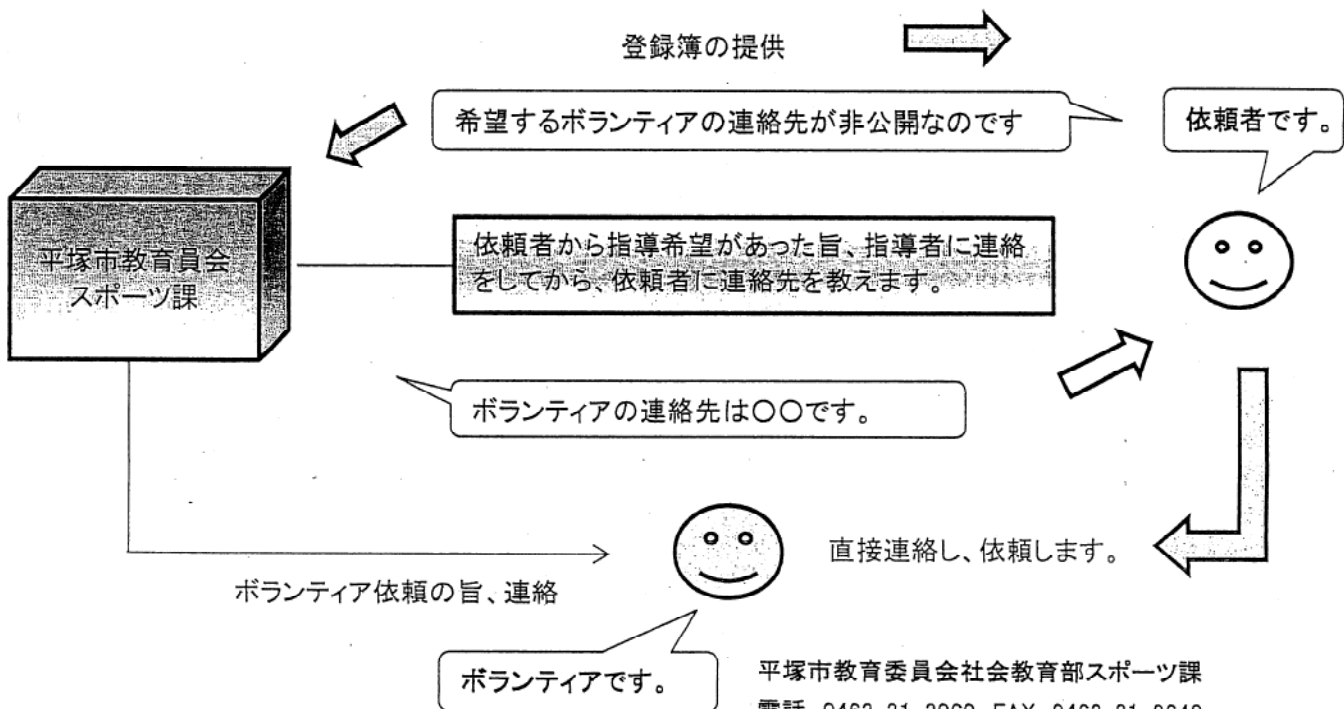 登録簿の提供
希望するボランティアの連絡先が非公開なのです
依頼者です。
平塚市教育員会
スポーツ課
依頼者から指導希望があった旨、指導者に連絡
をしてから、依頼者に連絡先を教えます。
ボランティアの連絡先は〇〇です。
直接連絡し、依頼します。
ボランティア依頼の旨、連絡
ボランティアです。
平塚市教育委員会社会教育部スポーツ課
電話 FAX